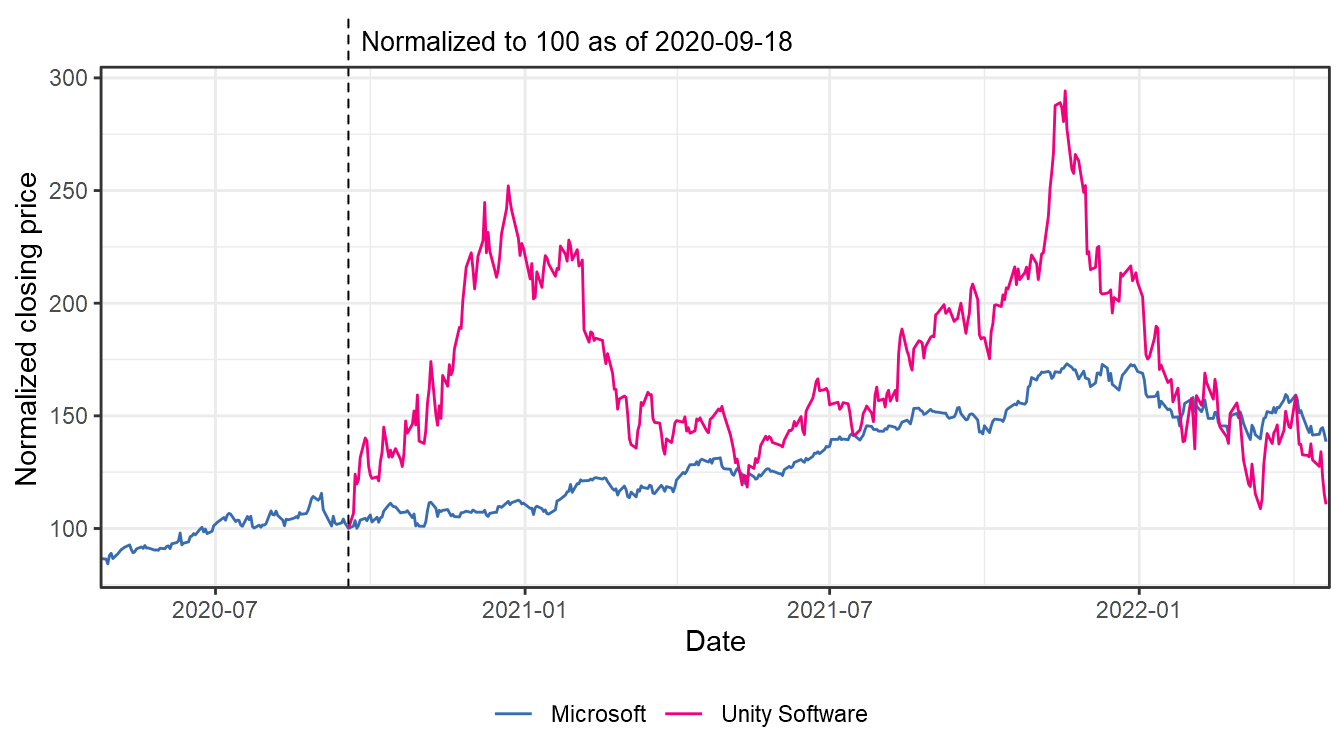 Normalized to 100 as of 2020-09-18
Normalized closing price
300
250
200
150
100
2020-07
2021-01
2021-07
2022-01
Date
Microsoft
Unity Software